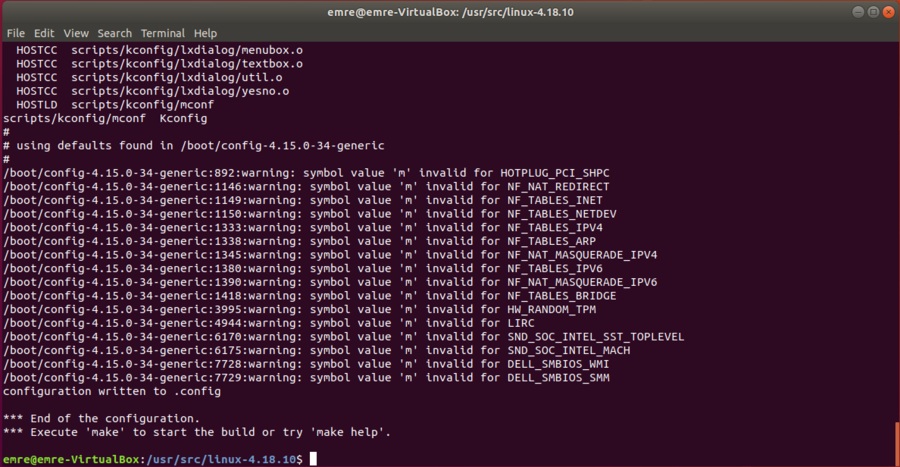 emre@emre-VirtualBox: /usr/src/linux-4.18.10
File Edit View Search Terminal Help
  HOSTCC  scripts/kconfig/lxdialog/menubox.o
  HOSTCC  scripts/kconfig/lxdialog/textbox.o
  HOSTCC  scripts/kconfig/lxdialog/util.o
  HOSTCC  scripts/kconfig/lxdialog/yesno.o
  HOSTLD  scripts/kconfig/mconf
scripts/kconfig/mconf  Kconfig
#
# using defaults found in /boot/config-4.15.0-34-generic
#
/boot/config-4.15.0-34-generic:892:warning: symbol value 'm' invalid for HOTPLUG_PCI_SHPC
/boot/config-4.15.0-34-generic:1146:warning: symbol value 'm' invalid for NF_NAT_REDIRECT
/boot/config-4.15.0-34-generic:1149:warning: symbol value 'm' invalid for NF_TABLES_INET
/boot/config-4.15.0-34-generic:1150:warning: symbol value 'm' invalid for NF_TABLES_NETDEV
/boot/config-4.15.0-34-generic:1333:warning: symbol value 'm' invalid for NF_TABLES_IPV4
/boot/config-4.15.0-34-generic:1338:warning: symbol value 'm' invalid for NF_TABLES_ARP
/boot/config-4.15.0-34-generic:1345:warning: symbol value 'm' invalid for NF_NAT_MASQUERADE_IPV4
/boot/config-4.15.0-34-generic:1380:warning: symbol value 'm' invalid for NF_TABLES_IPV6
/boot/config-4.15.0-34-generic:1390:warning: symbol value 'm' invalid for NF_NAT_MASQUERADE_IPV6
/boot/config-4.15.0-34-generic:1418:warning: symbol value 'm' invalid for NF_TABLES_BRIDGE
/boot/config-4.15.0-34-generic:3995:warning: symbol value 'm' invalid for HW_RANDOM_TPM
/boot/config-4.15.0-34-generic:4944:warning: symbol value 'm' invalid for LIRC
/boot/config-4.15.0-34-generic:6170:warning: symbol value 'm' invalid for SND_SOC_INTEL_SST_TOPLEVEL
/boot/config-4.15.0-34-generic:6175:warning: symbol value 'm' invalid for SND_SOC_INTEL_MACH
/boot/config-4.15.0-34-generic:7728:warning: symbol value 'm' invalid for DELL_SMBIOS_WMI
/boot/config-4.15.0-34-generic:7729:warning: symbol value 'm' invalid for DELL_SMBIOS_SMM
configuration written to .config
*** End of the configuration.
*** Execute 'make' to start the build or try 'make help'.
emre@emre-VirtualBox:/usr/src/linux-4.18.10$